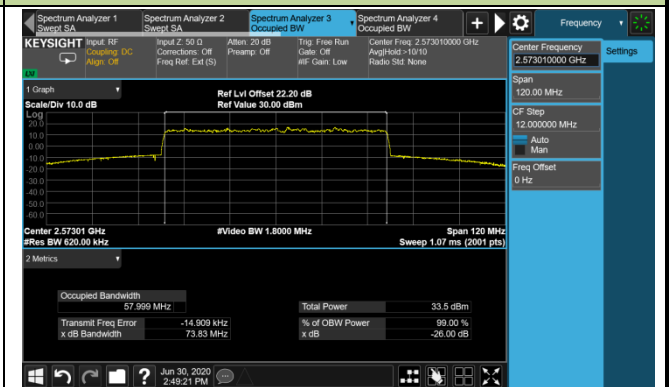 Spectrum Analyzer 1
Swept SA
Spectrum Analyzer 2
Swept SA
Spectrum Analyzer 3
Occupied BW
Spectrum Analyzer 4
Occupied BW
Frequency
KEYSIGHT
Input: RF
Coupling: DC
Align: Off
Input Z: 50 Ω
Corrections: Off
Freq Ref: Ext (S)
Atten: 20 dB
Preamp: Off
Trig: Free Run
Gate: Off
#IF Gain: Low
Center Freq: 2.573010000 GHz
Avg|Hold:>10/10
Radio Std: None
LXI
Center Frequency
2.573010000 GHz
Settings
Span
120.00 MHz
CF Step
12.000000 MHz
Auto
Man
Freq Offset
0 Hz
1 Graph
Scale/Div 10.0 dB
Ref Lvl Offset 22.20 dB
Ref Value 30.00 dBm
Log
20.0
10.0
0.00
-10.0
-20.0
-30.0
-40.0
-50.0
-60.0
Center 2.57301 GHz
#Res BW 620.00 kHz
#Video BW 1.8000 MHz
Span 120 MHz
Sweep 1.07 ms (2001 pts)
2 Metrics
Occupied Bandwidth
57.999 MHz
Total Power 33.5 dBm
Transmit Freq Error -14.909 kHz
% of OBW Power 99.00 %
x dB Bandwidth 73.83 MHz
x dB -26.00 dB
Jun 30, 2020
2:49:21 PM